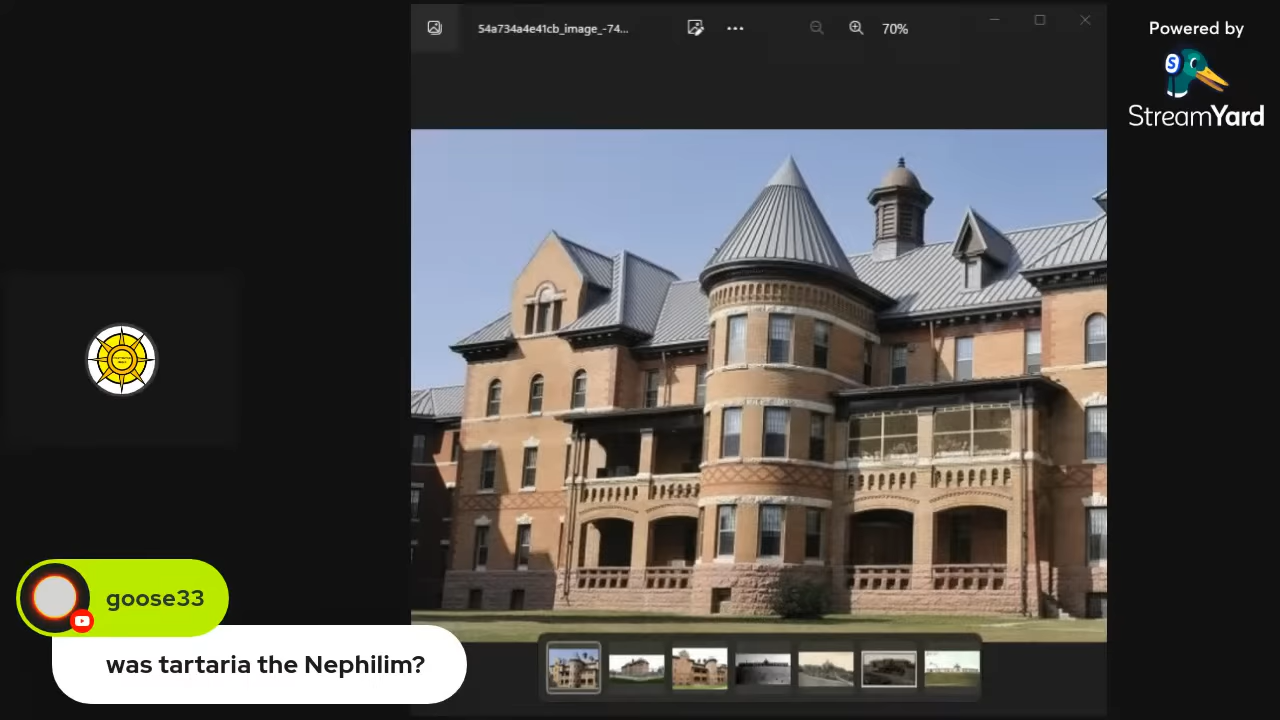 54a734a4e41cb_image_-74...
70%
Powered by
S
StreamYard
goose33
was tartaria the Nephilim?